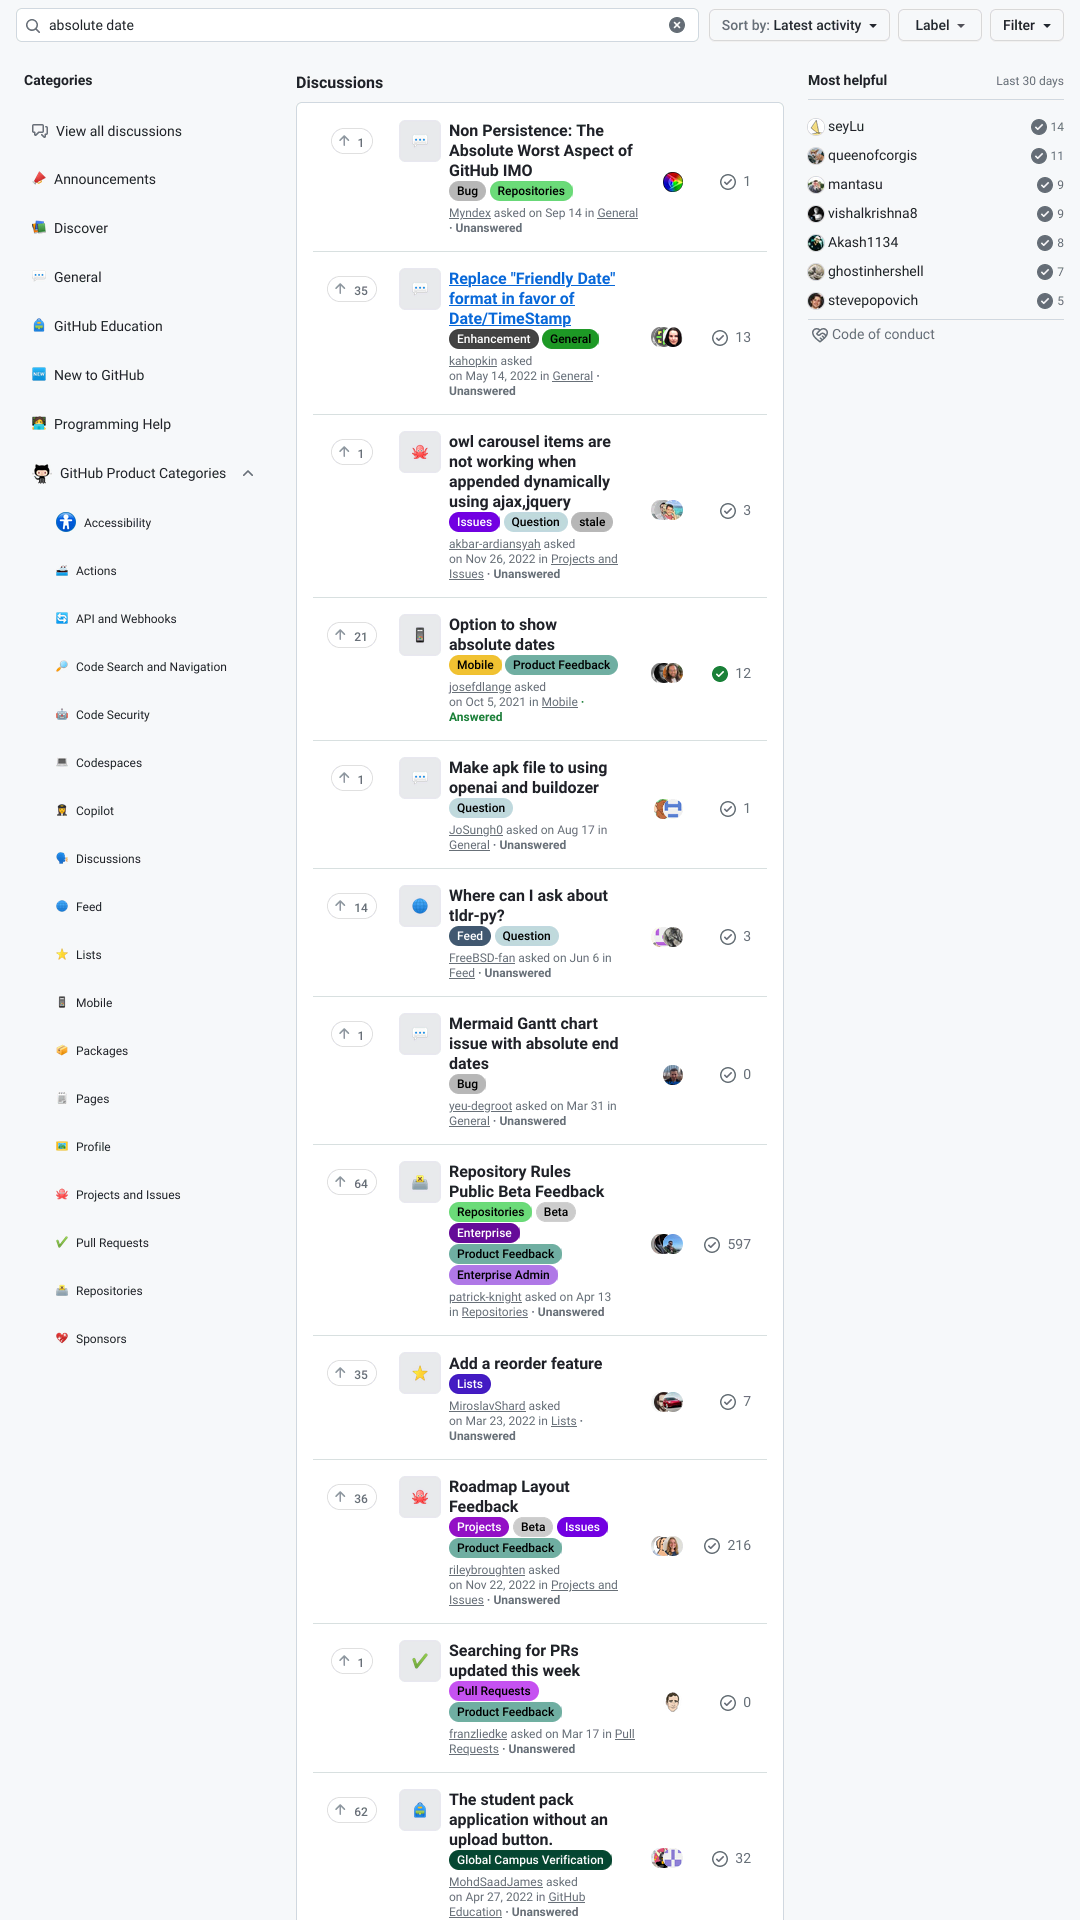 absolute date
Sort by: Latest activity
Label
Filter
Categories
View all discussions
Announcements
Discover
General
GitHub Education
New to GitHub
Programming Help
GitHub Product Categories
Accessibility
Actions
API and Webhooks
Code Search and Navigation
Code Security
Codespaces
Copilot
Discussions
Feed
Lists
Mobile
Packages
Pages
Profile
Projects and Issues
Pull Requests
Repositories
Sponsors
Discussions
1
Non Persistence: The
Absolute Worst Aspect of
GitHub IMO
Bug Repositories
Myndex asked on Sep 14 in General
· Unanswered
1
35
Replace "Friendly Date"
format in favor of
Date/TimeStamp
Enhancement General
kahopkin asked
on May 14, 2022 in General ·
Unanswered
13
1
owl carousel items are
not working when
appended dynamically
using ajax,jquery
Issues Question stale
akbar-ardiansyah asked
on Nov 26, 2022 in Projects and
Issues · Unanswered
3
21
Option to show
absolute dates
Mobile Product Feedback
josefdlange asked
on Oct 5, 2021 in Mobile ·
Answered
12
1
Make apk file to using
openai and buildozer
Question
JoSungh0 asked on Aug 17 in
General · Unanswered
1
14
Where can I ask about
tldr-py?
Feed Question
FreeBSD-fan asked on Jun 6 in
Feed · Unanswered
3
1
Mermaid Gantt chart
issue with absolute end
dates
Bug
yeu-degroot asked on Mar 31 in
General · Unanswered
0
64
Repository Rules
Public Beta Feedback
Repositories Beta
Enterprise
Product Feedback
Enterprise Admin
patrick-knight asked on Apr 13
in Repositories · Unanswered
597
35
Add a reorder feature
Lists
MiroslavShard asked
on Mar 23, 2022 in Lists ·
Unanswered
7
36
Roadmap Layout
Feedback
Projects Beta Issues
Product Feedback
rileybroughten asked
on Nov 22, 2022 in Projects and
Issues · Unanswered
216
1
Searching for PRs
updated this week
Pull Requests
Product Feedback
franzliedke asked on Mar 17 in Pull
Requests · Unanswered
0
62
The student pack
application without an
upload button.
Global Campus Verification
MohdSaadJames asked
on Apr 27, 2022 in GitHub
Education · Unanswered
32
Most helpful
Last 30 days
seyLu 14
queenofcorgis 11
mantasu 9
vishalkrishna8 9
Akash1134 8
ghostinhershell 7
stevepopovich 5
Code of conduct